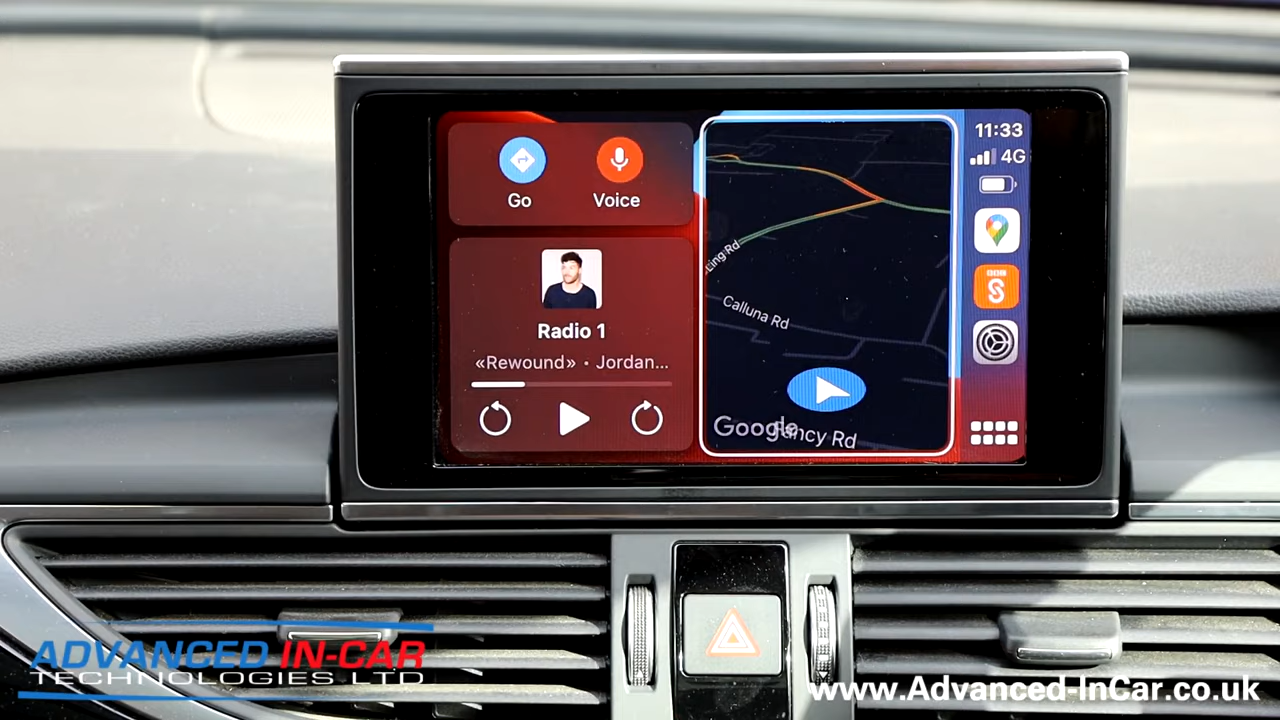 11:33
4G
Go
Voice
BBC
S
Radio 1
«Rewound» • Jordan...
Ling Rd
Calluna Rd
Google
Fancy Rd
ADVANCED IN-CAR
TECHNOLOGIES LTD
www.Advanced-InCar.co.uk